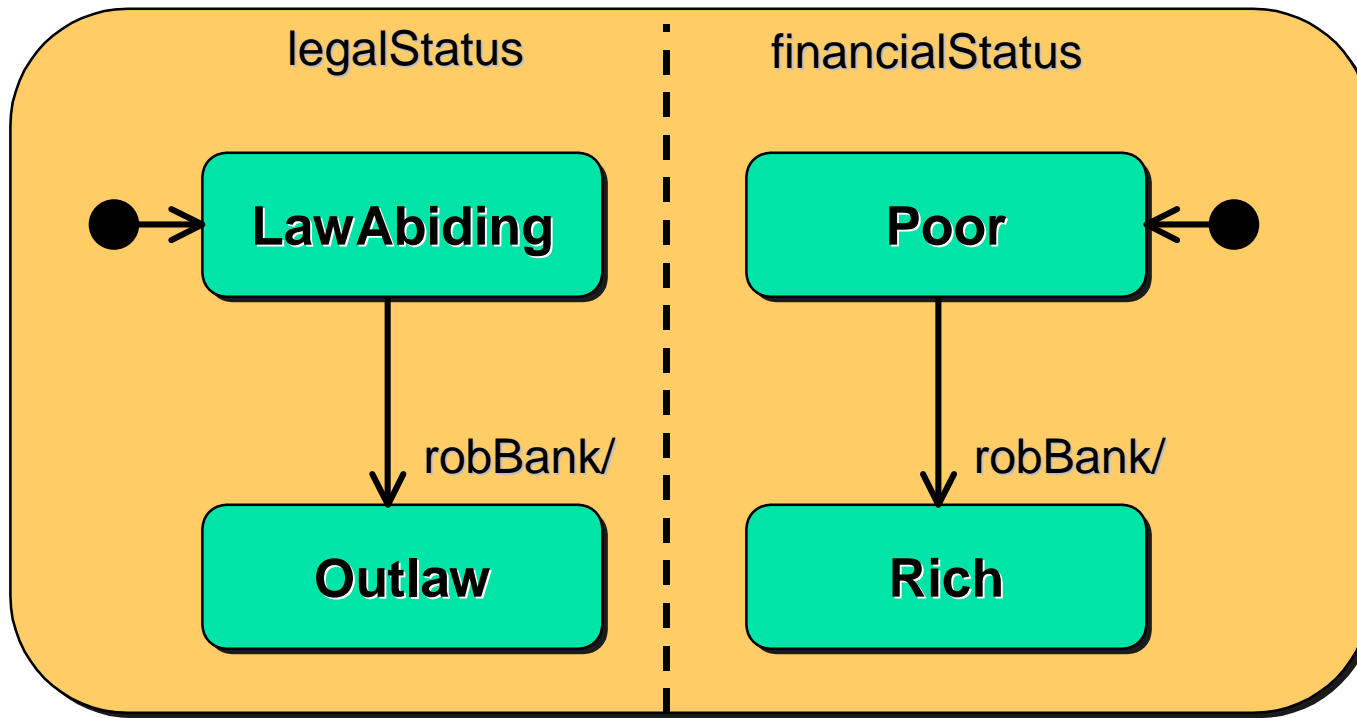 legalStatus
financialStatus
LawAbiding
Poor
robBank/
robBank/
Outlaw
Rich